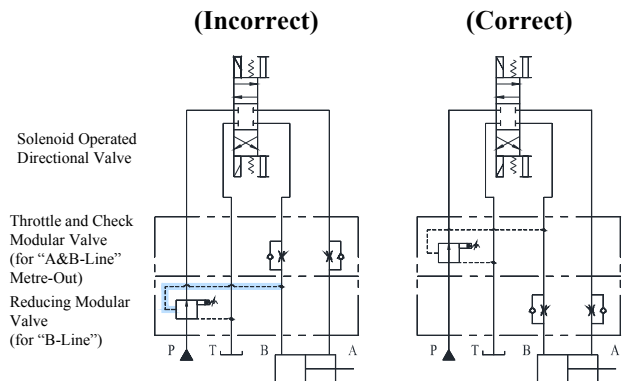 (Incorrect) (Correct)
Solenoid Operated
Directional Valve
Throttle and Check
Modular Valve
(for “A&B-Line”
Metre-Out)
Reducing Modular
Valve
(for “B-Line”)
P T B A P T B A